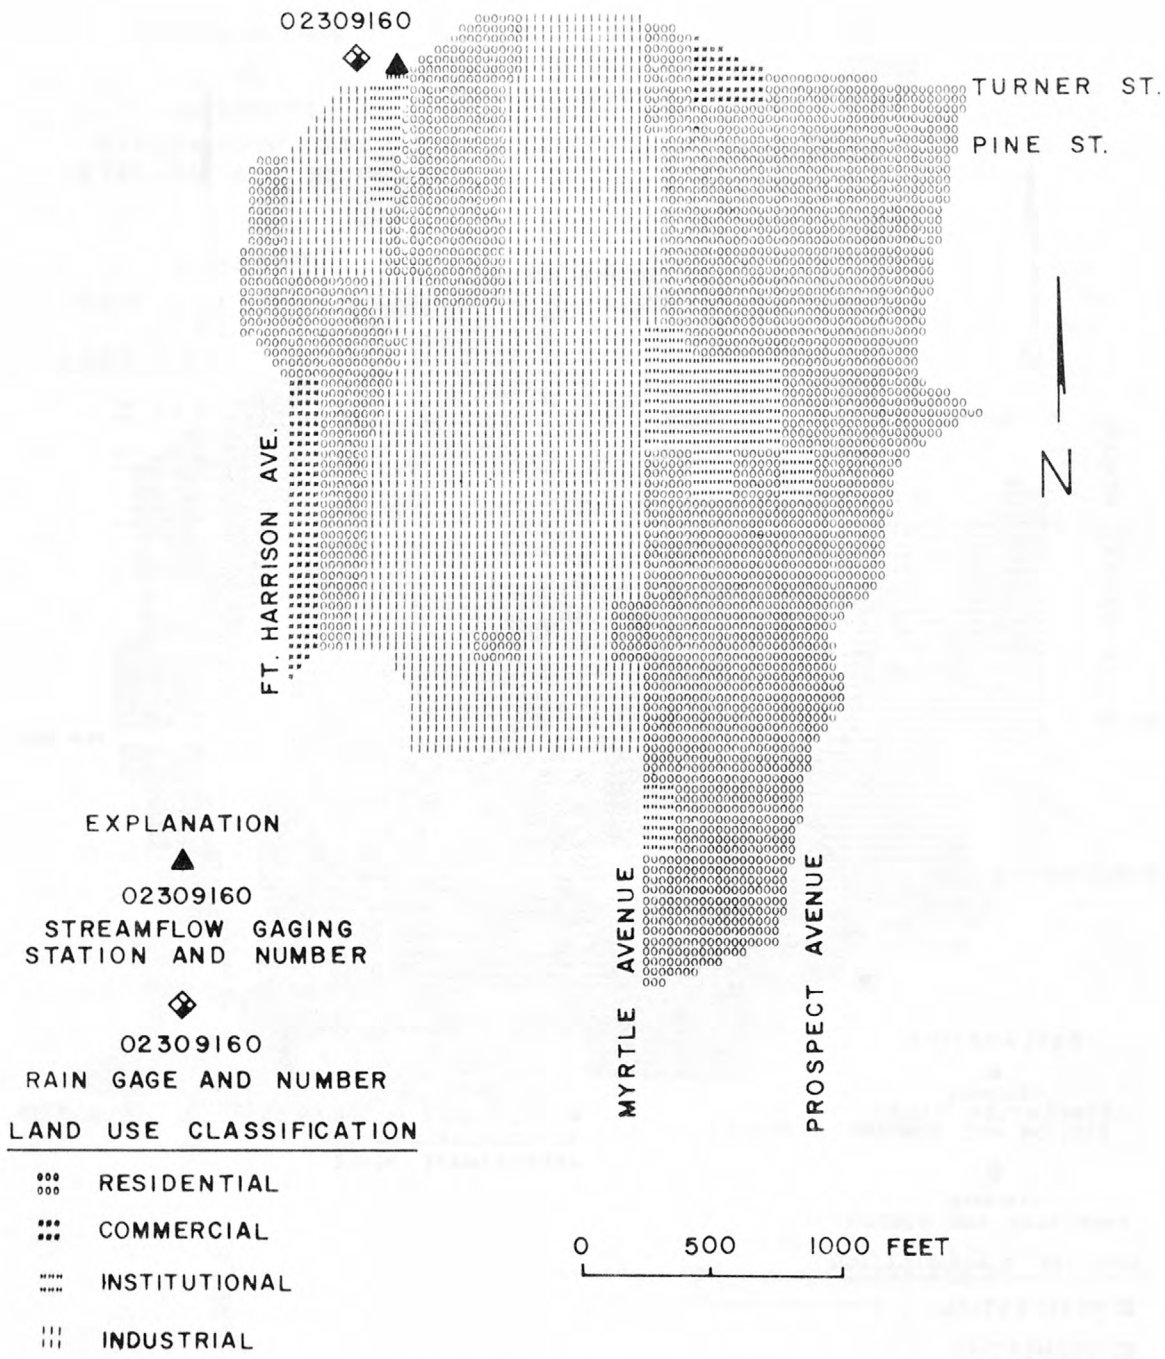 02309160
TURNER ST.
PINE ST.
FT. HARRISON AVE.
N
EXPLANATION
02309160
STREAMFLOW GAGING
STATION AND NUMBER
02309160
RAIN GAGE AND NUMBER
LAND USE CLASSIFICATION
RESIDENTIAL
COMMERCIAL
INSTITUTIONAL
INDUSTRIAL
MYRTLE AVENUE
PROSPECT AVENUE
0 500 1000 FEET